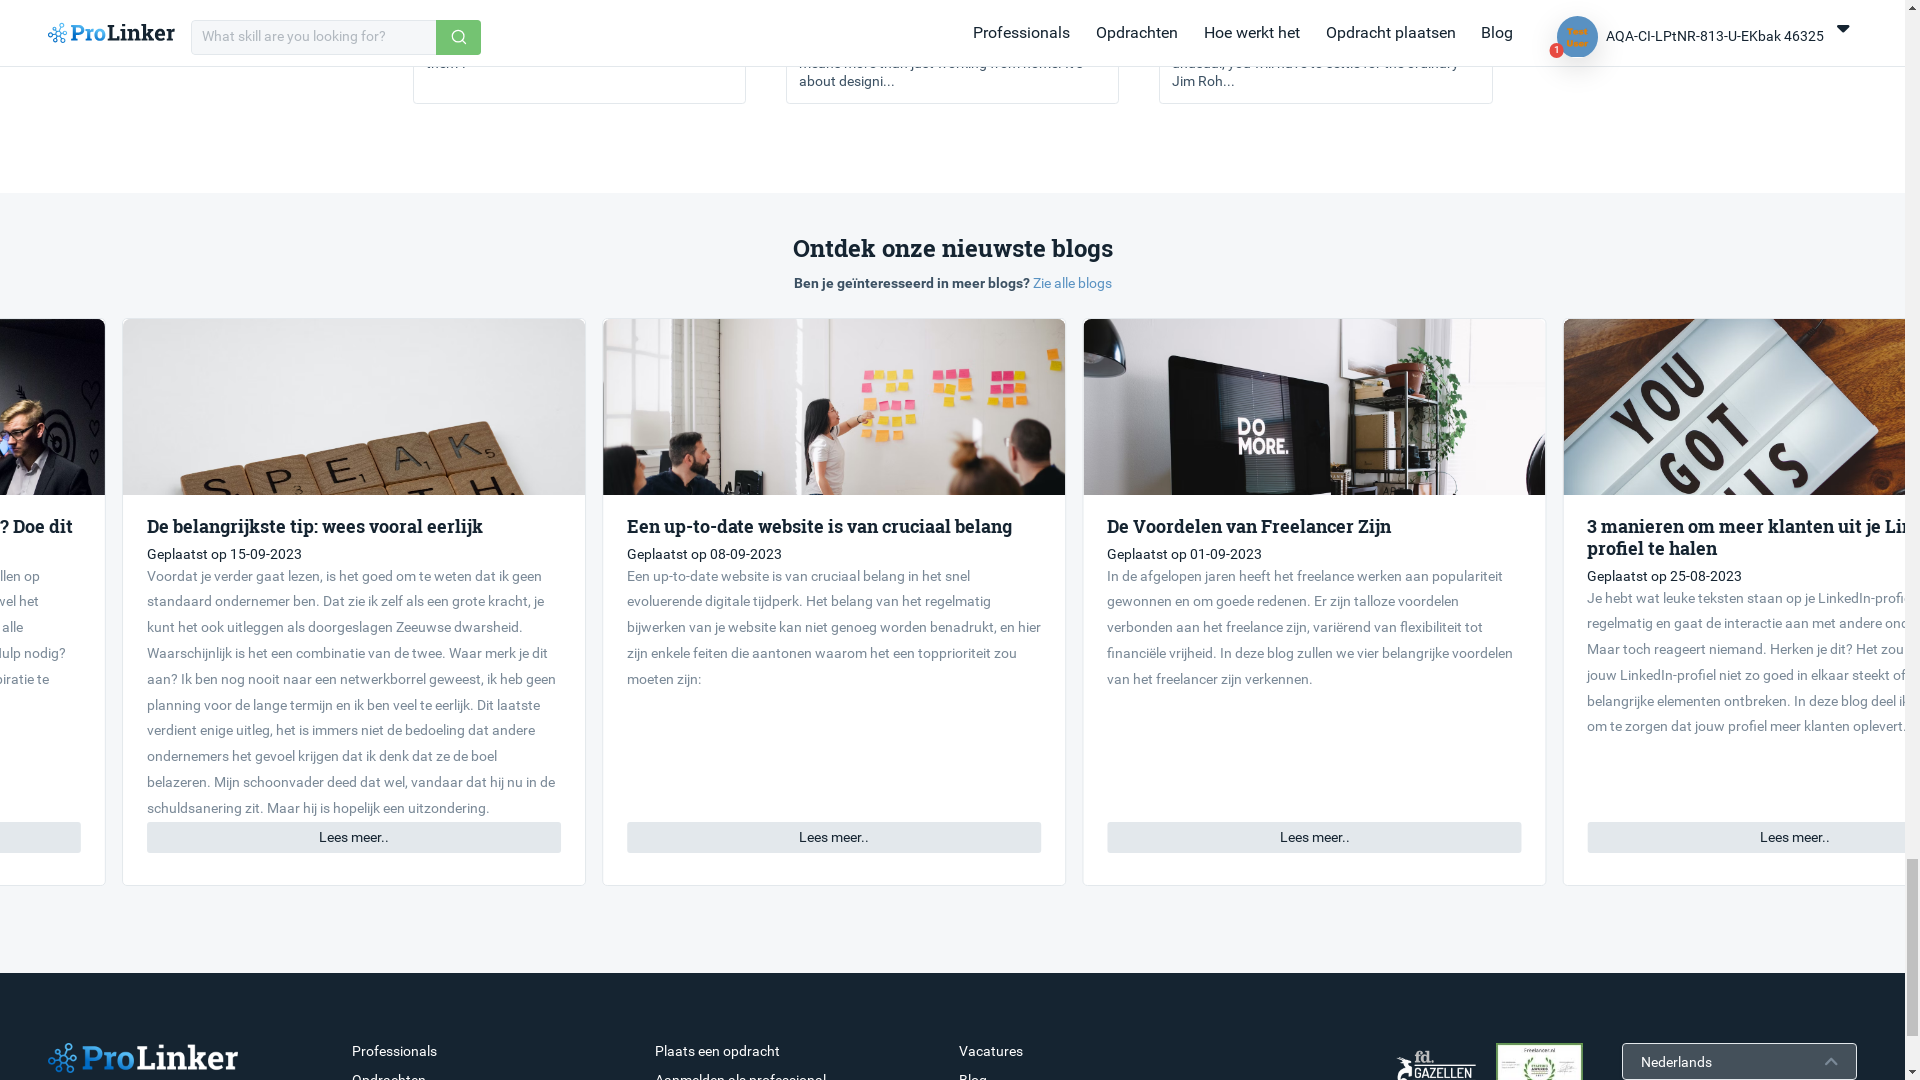 ProLinker
What skill are you looking for?
Professionals
Opdrachten
Hoe werkt het
Opdracht plaatsen
Blog
1
AQA-CI-LPtNR-813-U-EKbak 46325
about designi...
Jim Roh...
Ontdek onze nieuwste blogs
Ben je geïnteresseerd in meer blogs? Zie alle blogs
? Doe dit
llen op
vel het
alle
Hulp nodig?
piratie te
SPEAK
De belangrijkste tip: wees vooral eerlijk
Geplaatst op 15-09-2023
Voordat je verder gaat lezen, is het goed om te weten dat ik geen
standaard ondernemer ben. Dat zie ik zelf als een grote kracht, je
kunt het ook uitleggen als doorgeslagen Zeeuwse dwarsheid.
Waarschijnlijk is het een combinatie van de twee. Waar merk je dit
aan? Ik ben nog nooit naar een netwerkborrel geweest, ik heb geen
planning voor de lange termijn en ik ben veel te eerlijk. Dit laatste
verdient enige uitleg, het is immers niet de bedoeling dat andere
ondernemers het gevoel krijgen dat ik denk dat ze de boel
belazeren. Mijn schoonvader deed dat wel, vandaar dat hij nu in de
schuldsanering zit. Maar hij is hopelijk een uitzondering.
Lees meer..
Een up-to-date website is van cruciaal belang
Geplaatst op 08-09-2023
Een up-to-date website is van cruciaal belang in het snel
evoluerende digitale tijdperk. Het belang van het regelmatig
bijwerken van je website kan niet genoeg worden benadrukt, en hier
zijn enkele feiten die aantonen waarom het een topprioriteit zou
moeten zijn:
Lees meer..
DO
MORE.
De Voordelen van Freelancer Zijn
Geplaatst op 01-09-2023
In de afgelopen jaren heeft het freelance werken aan populariteit
gewonnen en om goede redenen. Er zijn talloze voordelen
verbonden aan het freelance zijn, variërend van flexibiliteit tot
financiële vrijheid. In deze blog zullen we vier belangrijke voordelen
van het freelancer zijn verkennen.
Lees meer..
YOU
GOT
3 manieren om meer klanten uit je Lin
profiel te halen
Geplaatst op 25-08-2023
Je hebt wat leuke teksten staan op je LinkedIn-profi
regelmatig en gaat de interactie aan met andere ond
Maar toch reageert niemand. Herken je dit? Het zou
jouw LinkedIn-profiel niet zo goed in elkaar steekt of
belangrijke elementen ontbreken. In deze blog deel ik
om te zorgen dat jouw profiel meer klanten oplevert.
Lees meer..
ProLinker
Professionals
Opdrachten
Plaats een opdracht
Aanmelden als professional
Vacatures
Blog
fd.
GAZELLEN
Freelancer.nl
Nederlands